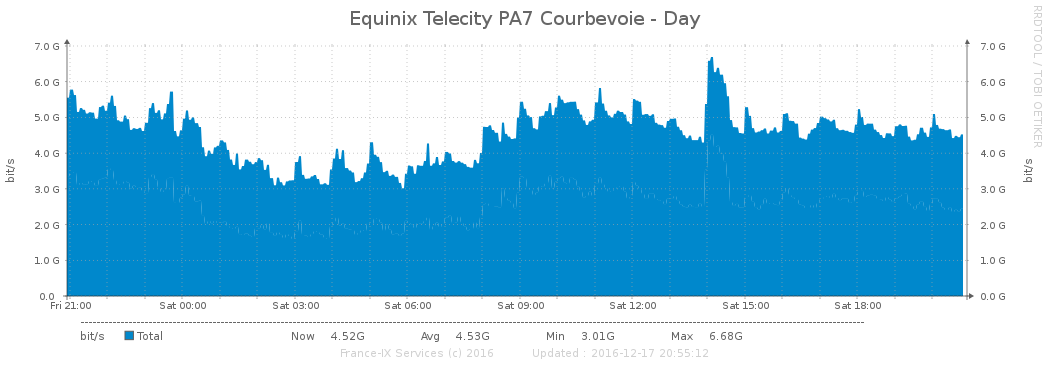 Equinix Telecity PA7 Courbevoie - Day
RRDTOOL / TOBI OETIKER
7.0 G 7.0 G
6.0 G 6.0 G
5.0 G 5.0 G
4.0 G 4.0 G
3.0 G 3.0 G
2.0 G 2.0 G
1.0 G 1.0 G
0.0 0.0 G
bit/s bit/s
Fri 21:00 Sat 00:00 Sat 03:00 Sat 06:00 Sat 09:00 Sat 12:00 Sat 15:00 Sat 18:00
bit/s Total Now 4.52G Avg 4.53G Min 3.01G Max 6.68G
France-IX Services (c) 2016 Updated : 2016-12-17 20:55:12